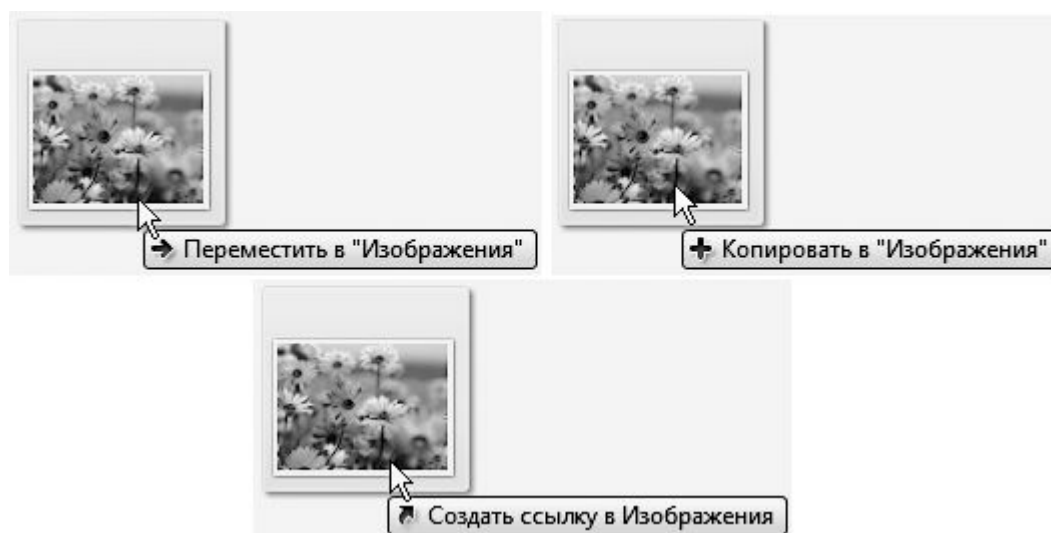 Переместить в "Изображения"
Копировать в "Изображения"
Создать ссылку в Изображения